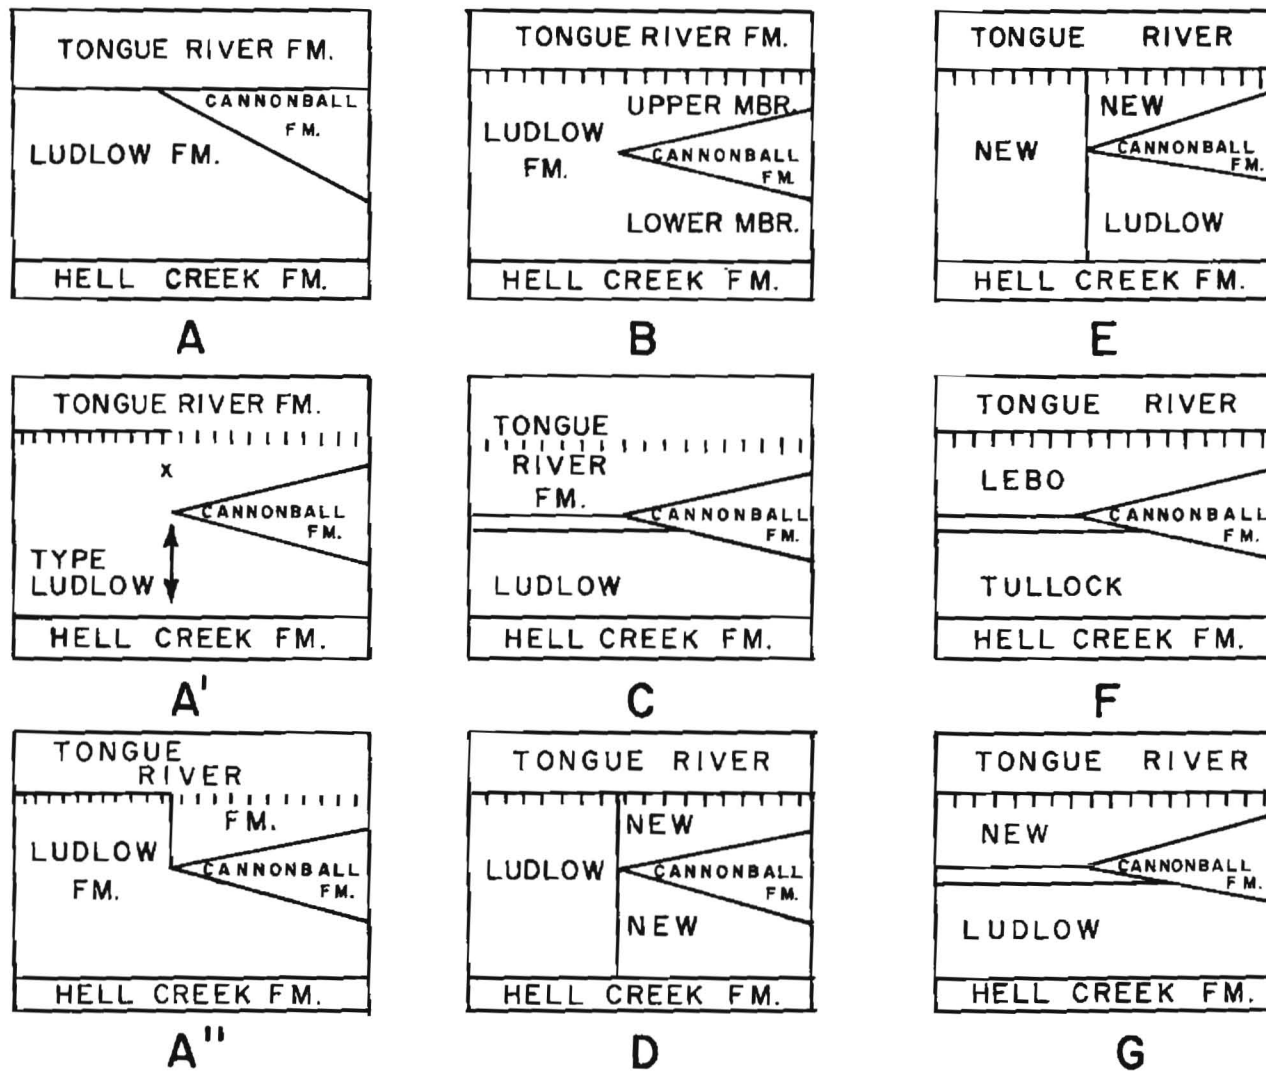 TONGUE RIVER FM.
CANNONBALL
FM.
LUDLOW FM.
HELL CREEK FM.
A
TONGUE RIVER FM.
UPPER MBR.
LUDLOW
FM.
CANNONBALL
FM.
LOWER MBR.
HELL CREEK FM.
B
TONGUE RIVER
NEW
NEW
CANNONBALL
FM.
LUDLOW
HELL CREEK FM.
E
TONGUE RIVER FM.
x
CANNONBALL
FM.
TYPE
LUDLOW
HELL CREEK FM.
A'
TONGUE
RIVER
FM.
CANNONBALL
FM.
LUDLOW
HELL CREEK FM.
C
TONGUE RIVER
LEBO
CANNONBALL
FM.
TULLOCK
HELL CREEK FM.
F
TONGUE
RIVER
FM.
LUDLOW
FM.
CANNONBALL
FM.
HELL CREEK FM.
A"
TONGUE RIVER
NEW
LUDLOW
CANNONBALL
FM.
NEW
HELL CREEK FM.
D
TONGUE RIVER
NEW
CANNONBALL
FM.
LUDLOW
HELL CREEK FM.
G